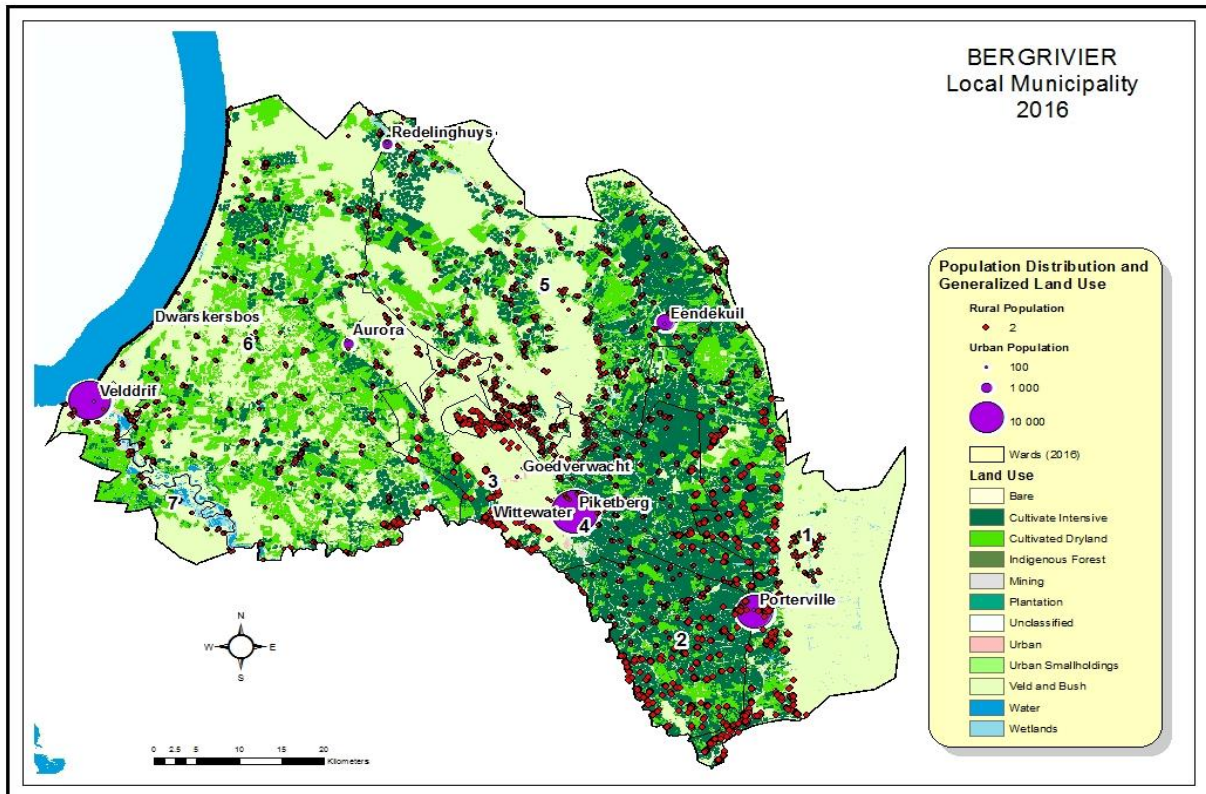 BERGRIVIER
Local Municipality
2016
Redelinghuys
5
Eendekuil
Dwarskersbos
Aurora
6
Velddrif
Goedverwacht
3
Wittewater
Piketberg
4
7
1
Porterville
2
N
W
E
S
0 2.5 5 10 15 20
Kilometers
Population Distribution and
Generalized Land Use
Rural Population
2
Urban Population
100
1 000
10 000
Wards (2016)
Land Use
Bare
Cultivate Intensive
Cultivated Dryland
Indigenous Forest
Mining
Plantation
Unclassified
Urban
Urban Smallholdings
Veld and Bush
Water
Wetlands